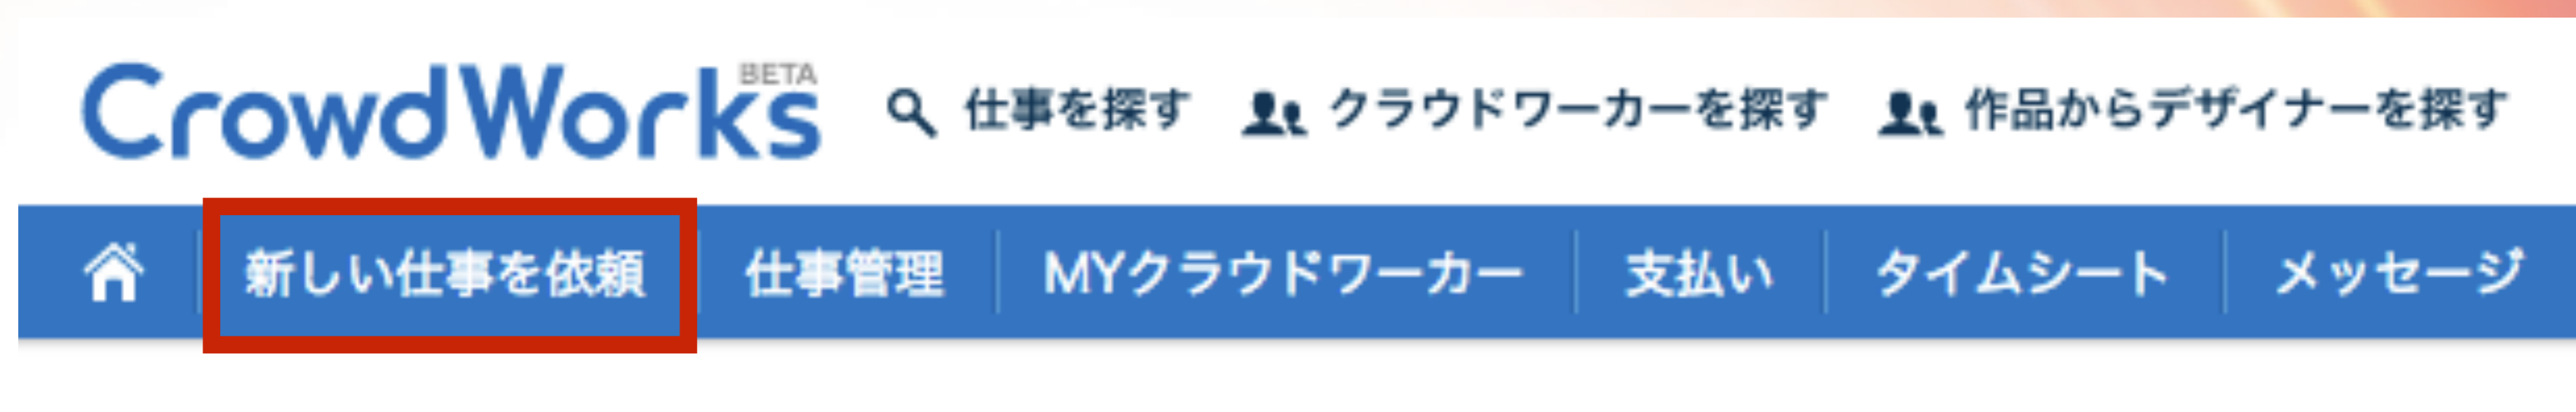 CrowdWorks BETA 仕事を探す クラウドワーカーを探す 作品からデザイナーを探す
新しい仕事を依頼 仕事管理 MYクラウドワーカー 支払い タイムシート メッセージ